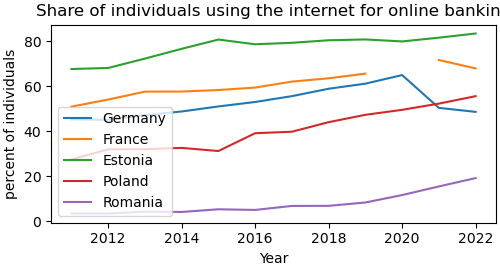 Share of individuals using the internet for online bankin
percent of individuals
80
60
40
20
0
Germany
France
Estonia
Poland
Romania
2012 2014 2016 2018 2020 2022
Year